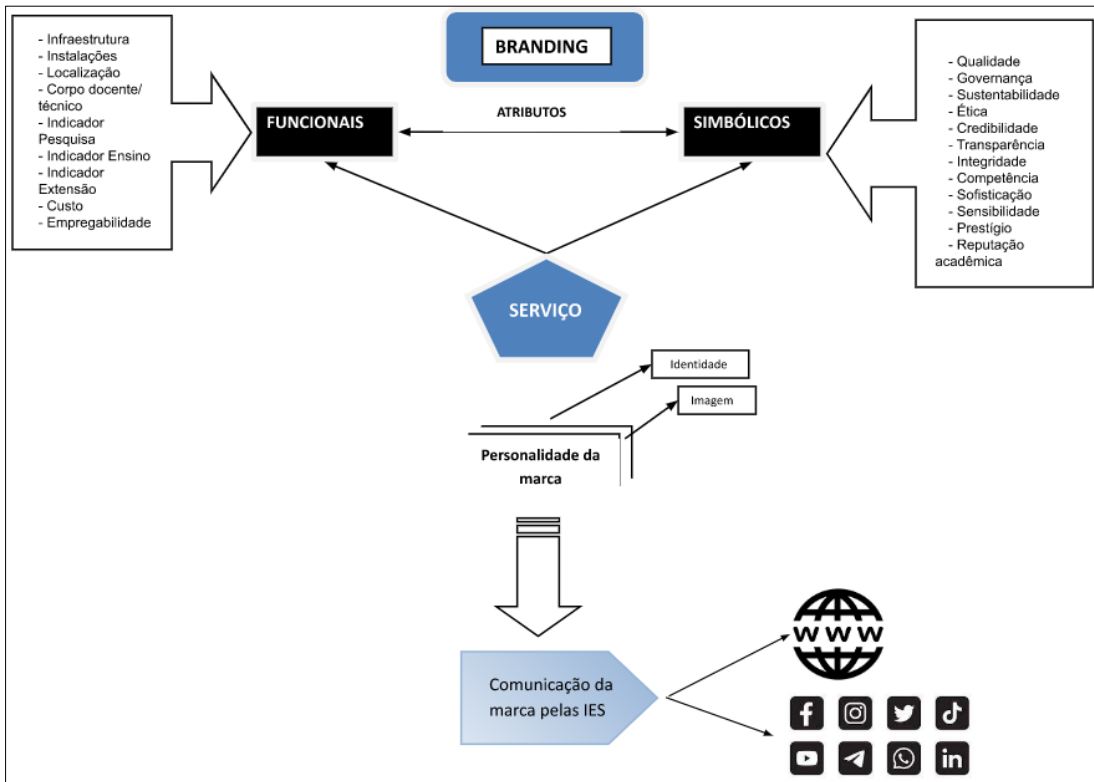 BRANDING
- Infraestrutura
- Instalações
- Localização
- Corpo docente/
técnico
- Indicador
Pesquisa
- Indicador Ensino
- Indicador
Extensão
- Custo
- Empregabilidade
FUNCIONAIS
ATRIBUTOS
SIMBÓLICOS
- Qualidade
- Governança
- Sustentabilidade
- Ética
- Credibilidade
- Transparência
- Integridade
- Competência
- Sofisticação
- Sensibilidade
- Prestígio
- Reputação
acadêmica
SERVIÇO
Identidade
Imagem
Personalidade da
marca
Comunicação da
marca pelas IES
WWW